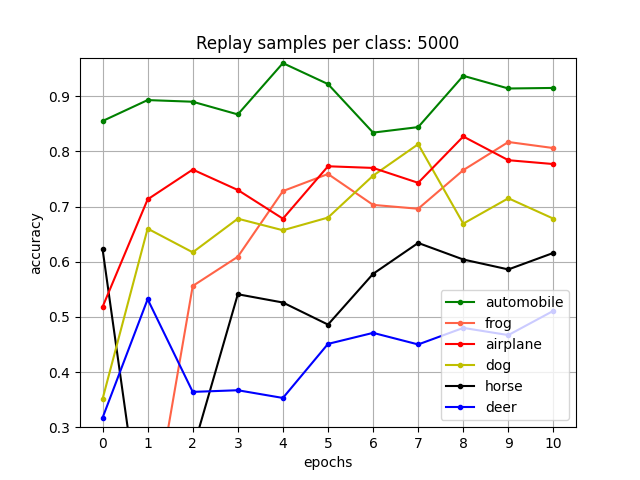 Replay samples per class: 5000
accuracy
0.9
0.8
0.7
0.6
0.5
0.4
0.3
automobile
frog
airplane
dog
horse
deer
0 1 2 3 4 5 6 7 8 9 10
epochs